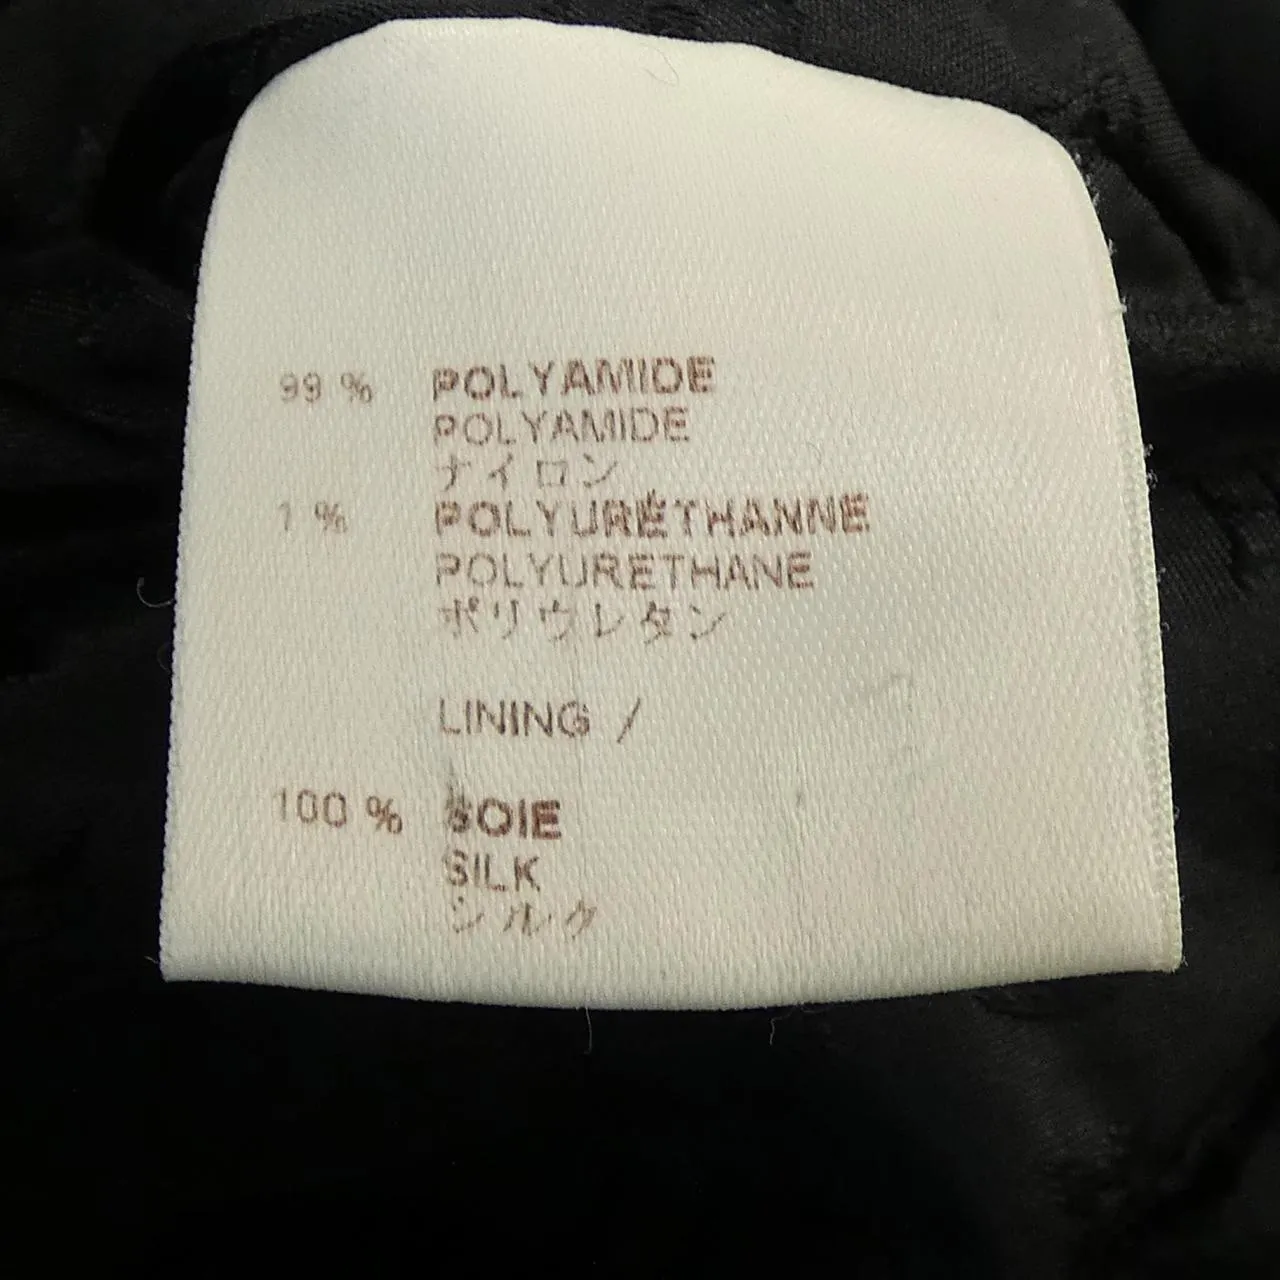 99 % POLYAMIDE
POLYAMIDE
ナイロン
1 % POLYURÉTHANNE
POLYURETHANE
ポリウレタン
LINING /
100 % SOIE
SILK
シルク